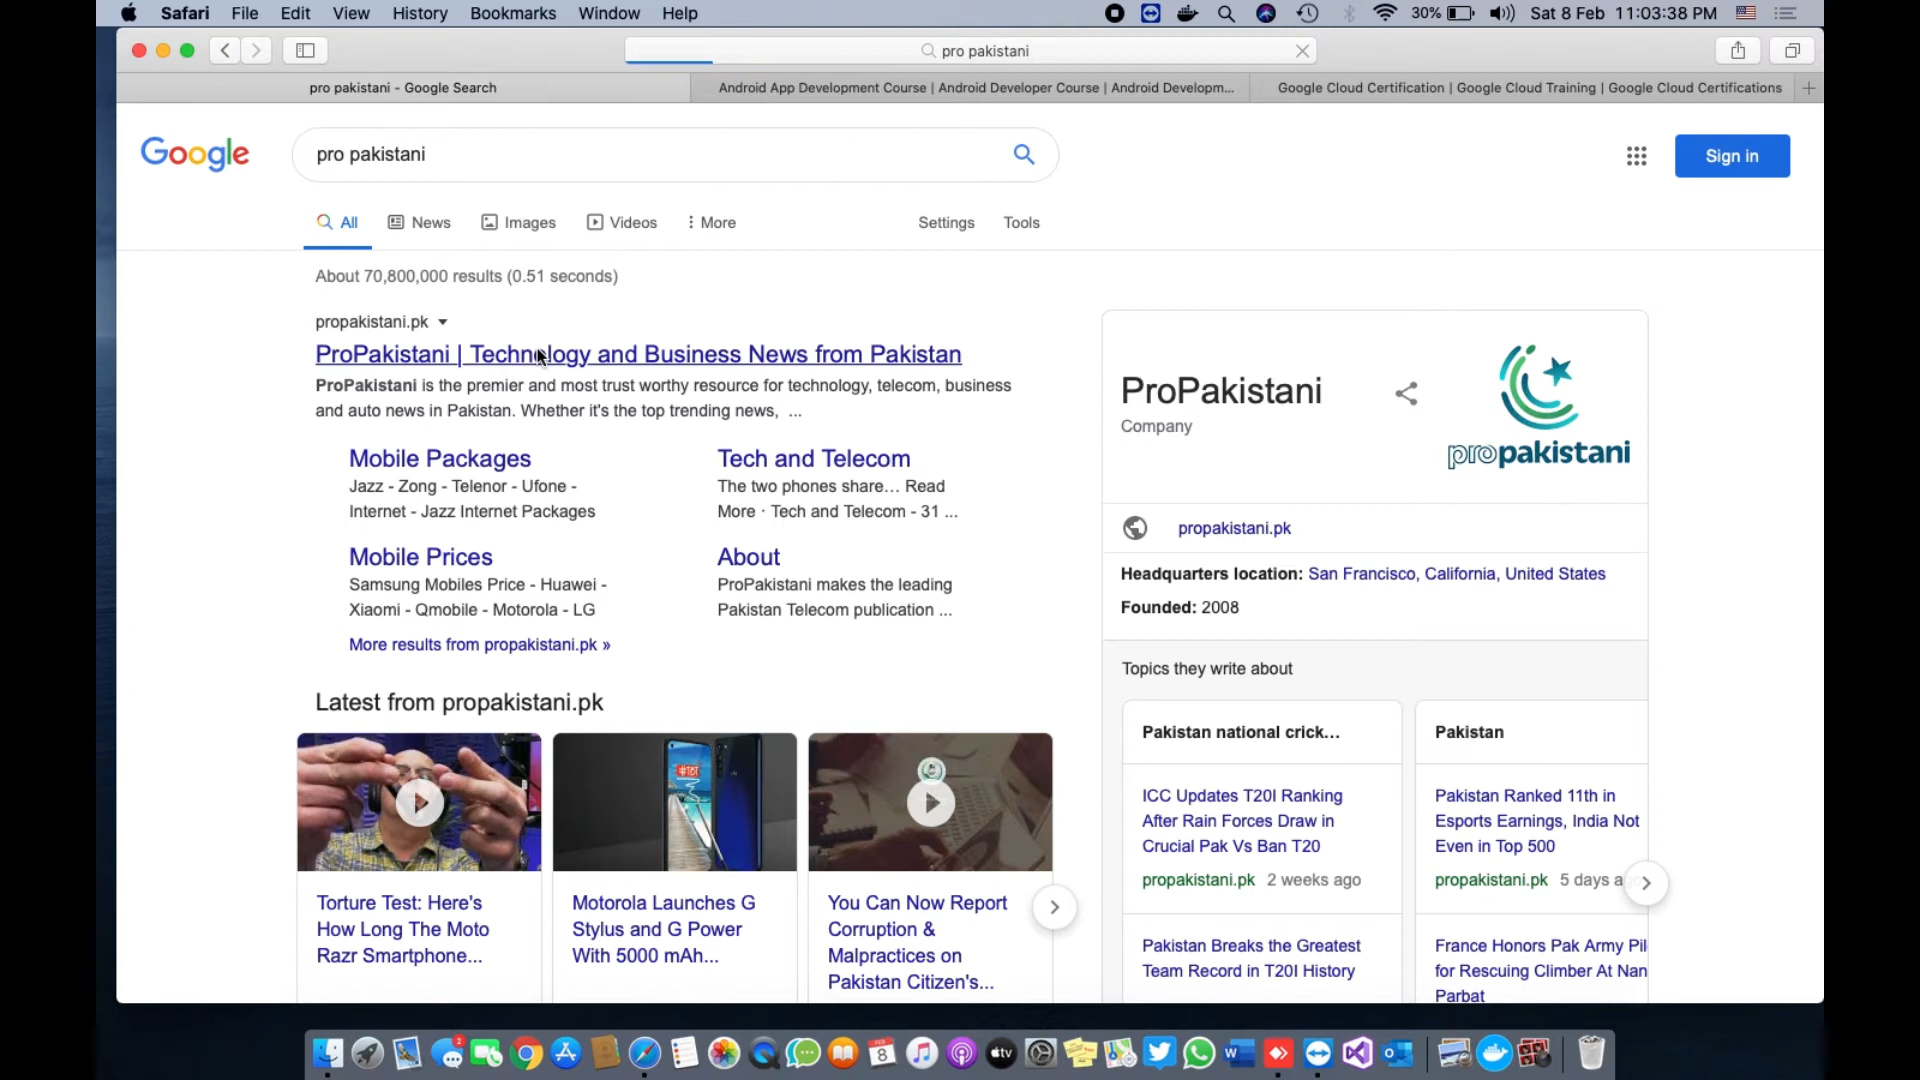 Safari File Edit View History Bookmarks Window Help
30% Sat 8 Feb 11:03:38 PM
pro pakistani
pro pakistani - Google Search
Android App Development Course | Android Developer Course | Android Developm...
Google Cloud Certification | Google Cloud Training | Google Cloud Certifications
Google
pro pakistani
Sign in
All News Images Videos More Settings Tools
About 70,800,000 results (0.51 seconds)
propakistani.pk
ProPakistani | Technology and Business News from Pakistan
ProPakistani is the premier and most trust worthy resource for technology, telecom, business
and auto news in Pakistan. Whether it's the top trending news, ...
Mobile Packages
Jazz - Zong - Telenor - Ufone -
Internet - Jazz Internet Packages
Tech and Telecom
The two phones share… Read
More · Tech and Telecom - 31 ...
Mobile Prices
Samsung Mobiles Price - Huawei -
Xiaomi - Qmobile - Motorola - LG
About
ProPakistani makes the leading
Pakistan Telecom publication ...
More results from propakistani.pk »
Latest from propakistani.pk
#TBT
Torture Test: Here's
How Long The Moto
Razr Smartphone...
Motorola Launches G
Stylus and G Power
With 5000 mAh...
You Can Now Report
Corruption &
Malpractices on
Pakistan Citizen's...
ProPakistani
Company
propakistani
propakistani.pk
Headquarters location: San Francisco, California, United States
Founded: 2008
Topics they write about
Pakistan national crick...
ICC Updates T20I Ranking
After Rain Forces Draw in
Crucial Pak Vs Ban T20
propakistani.pk 2 weeks ago
Pakistan Breaks the Greatest
Team Record in T20I History
Pakistan
Pakistan Ranked 11th in
Esports Earnings, India Not
Even in Top 500
propakistani.pk 5 days
France Honors Pak Army Pil
for Rescuing Climber At Nan
Parbat
2
FEB
8
tv
W